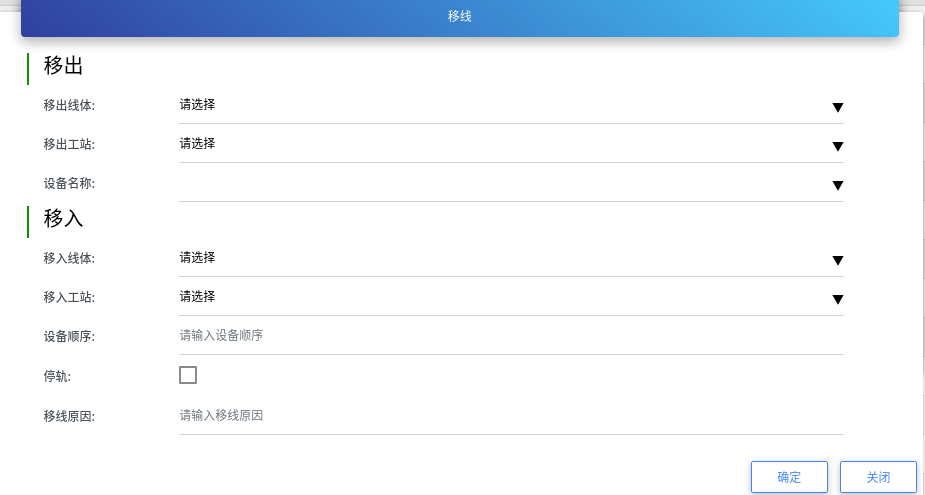 移线
移出
移出线体: 请选择
移出工站: 请选择
设备名称:
移入
移入线体: 请选择
移入工站: 请选择
设备顺序: 请输入设备顺序
停轨:
移线原因: 请输入移线原因
确定 关闭